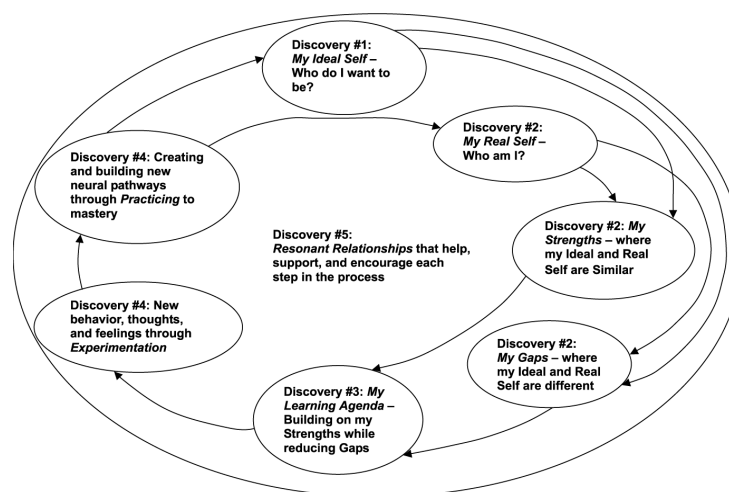 Discovery #1:
My Ideal Self –
Who do I want to
be?
Discovery #2:
My Real Self –
Who am I?
Discovery #4: Creating
and building new
neural pathways
through Practicing to
mastery
Discovery #5:
Resonant Relationships that help,
support, and encourage each
step in the process
Discovery #2: My
Strengths – where
my Ideal and Real
Self are Similar
Discovery #4: New
behavior, thoughts,
and feelings through
Experimentation
Discovery #2:
My Gaps – where
my Ideal and Real
Self are different
Discovery #3: My
Learning Agenda –
Building on my
Strengths while
reducing Gaps